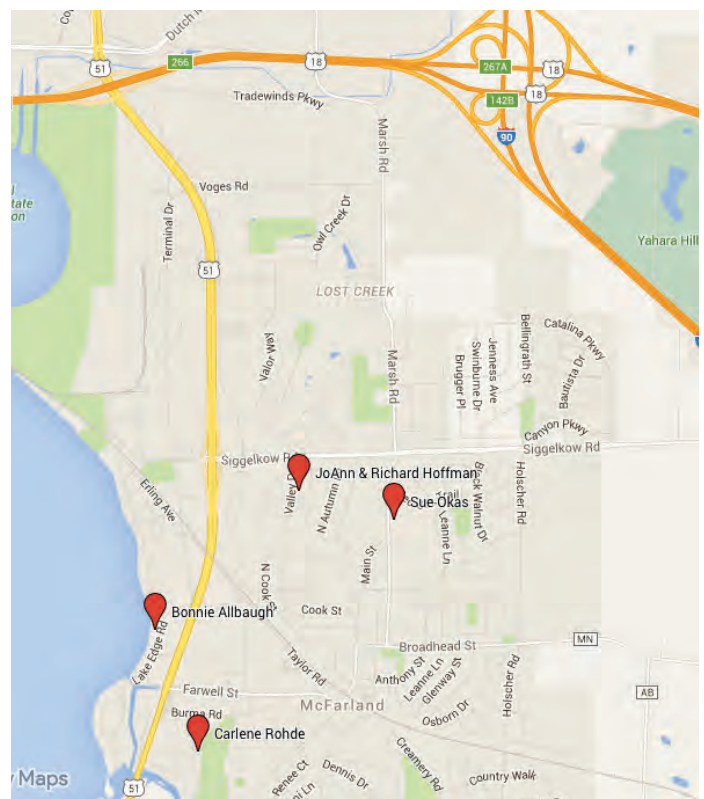 Dutch
51
266
18
267A
18
142B
18
Tradewinds Pkwy
Marsh Rd
90
Voges Rd
Terminal Dr
Owl Creek Dr
tate
on
Yahara Hill
51
LOST CREEK
Valor Way
Marsh Rd
Bellingrath St
Catalina Pkwy
Jenness Ave
Swinburne Dr
Brugger Pl
Bautista Dr
Canyon Pkwy
Siggelkow Rd
Siggelkow Rd
JoAnn & Richard Hoffman
Erling Ave
Valley D
N Autumn
Trail
Sue Okas
Leanne Ln
Black Walnut Dr
Holscher Rd
Main St
N Cook St
Cook St
Bonnie Allbaugh
Lake Edge Rd
Broadhead St
MN
Taylor Rd
Anthony St
Leanne Ln
Glenway St
Holscher Rd
AB
Farwell St
McFarland
Burma Rd
Osborn Dr
Carlene Rohde
Creamery Rd
Renee Ct
Dennis Dr
Country Walk
Maps
51